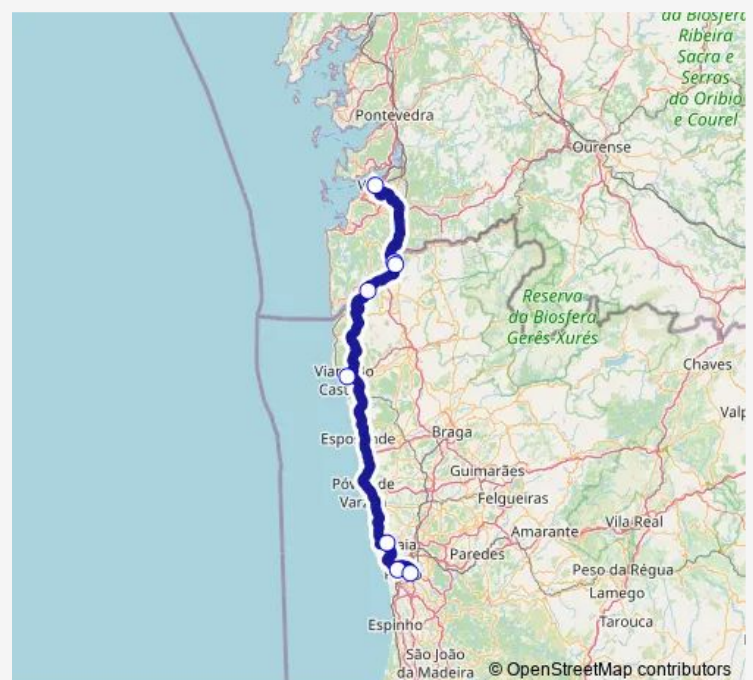 da Biosfera
Ribeira
Sacra e
Serras
do Oribio
e Courel
Pontevedra
Ourense
Reserva
da Biosfera
Gerês-Xurés
Chaves
Cast
Braga
Guimarães
Felgueiras
Vila Real
Amarante
Paredes
Peso da Régua
Lamego
Tarouca
Espinho
São João
da Madeira
© OpenStreetMap contributors